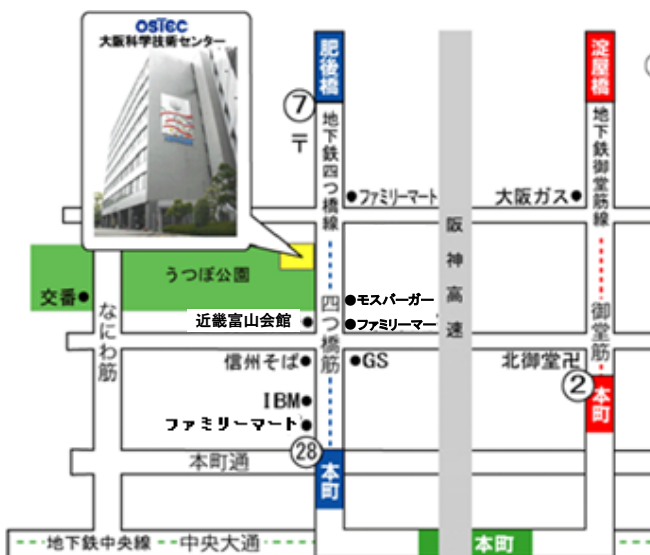 OSTEC
大阪科学技術センター
肥後橋
淀屋橋
⑦
〒
地下鉄四つ橋線
地下鉄御堂筋線
ファミリーマート
大阪ガス
阪神高速
うつぼ公園
交番
モスバーガー
近畿富山会館
ファミリーマー
なにわ筋
四つ橋筋
御堂筋
信州そば
GS
北御堂卍
②
本町
IBM
ファミリーマート
㉘
本町
本町通
地下鉄中央線
中央大通
本町